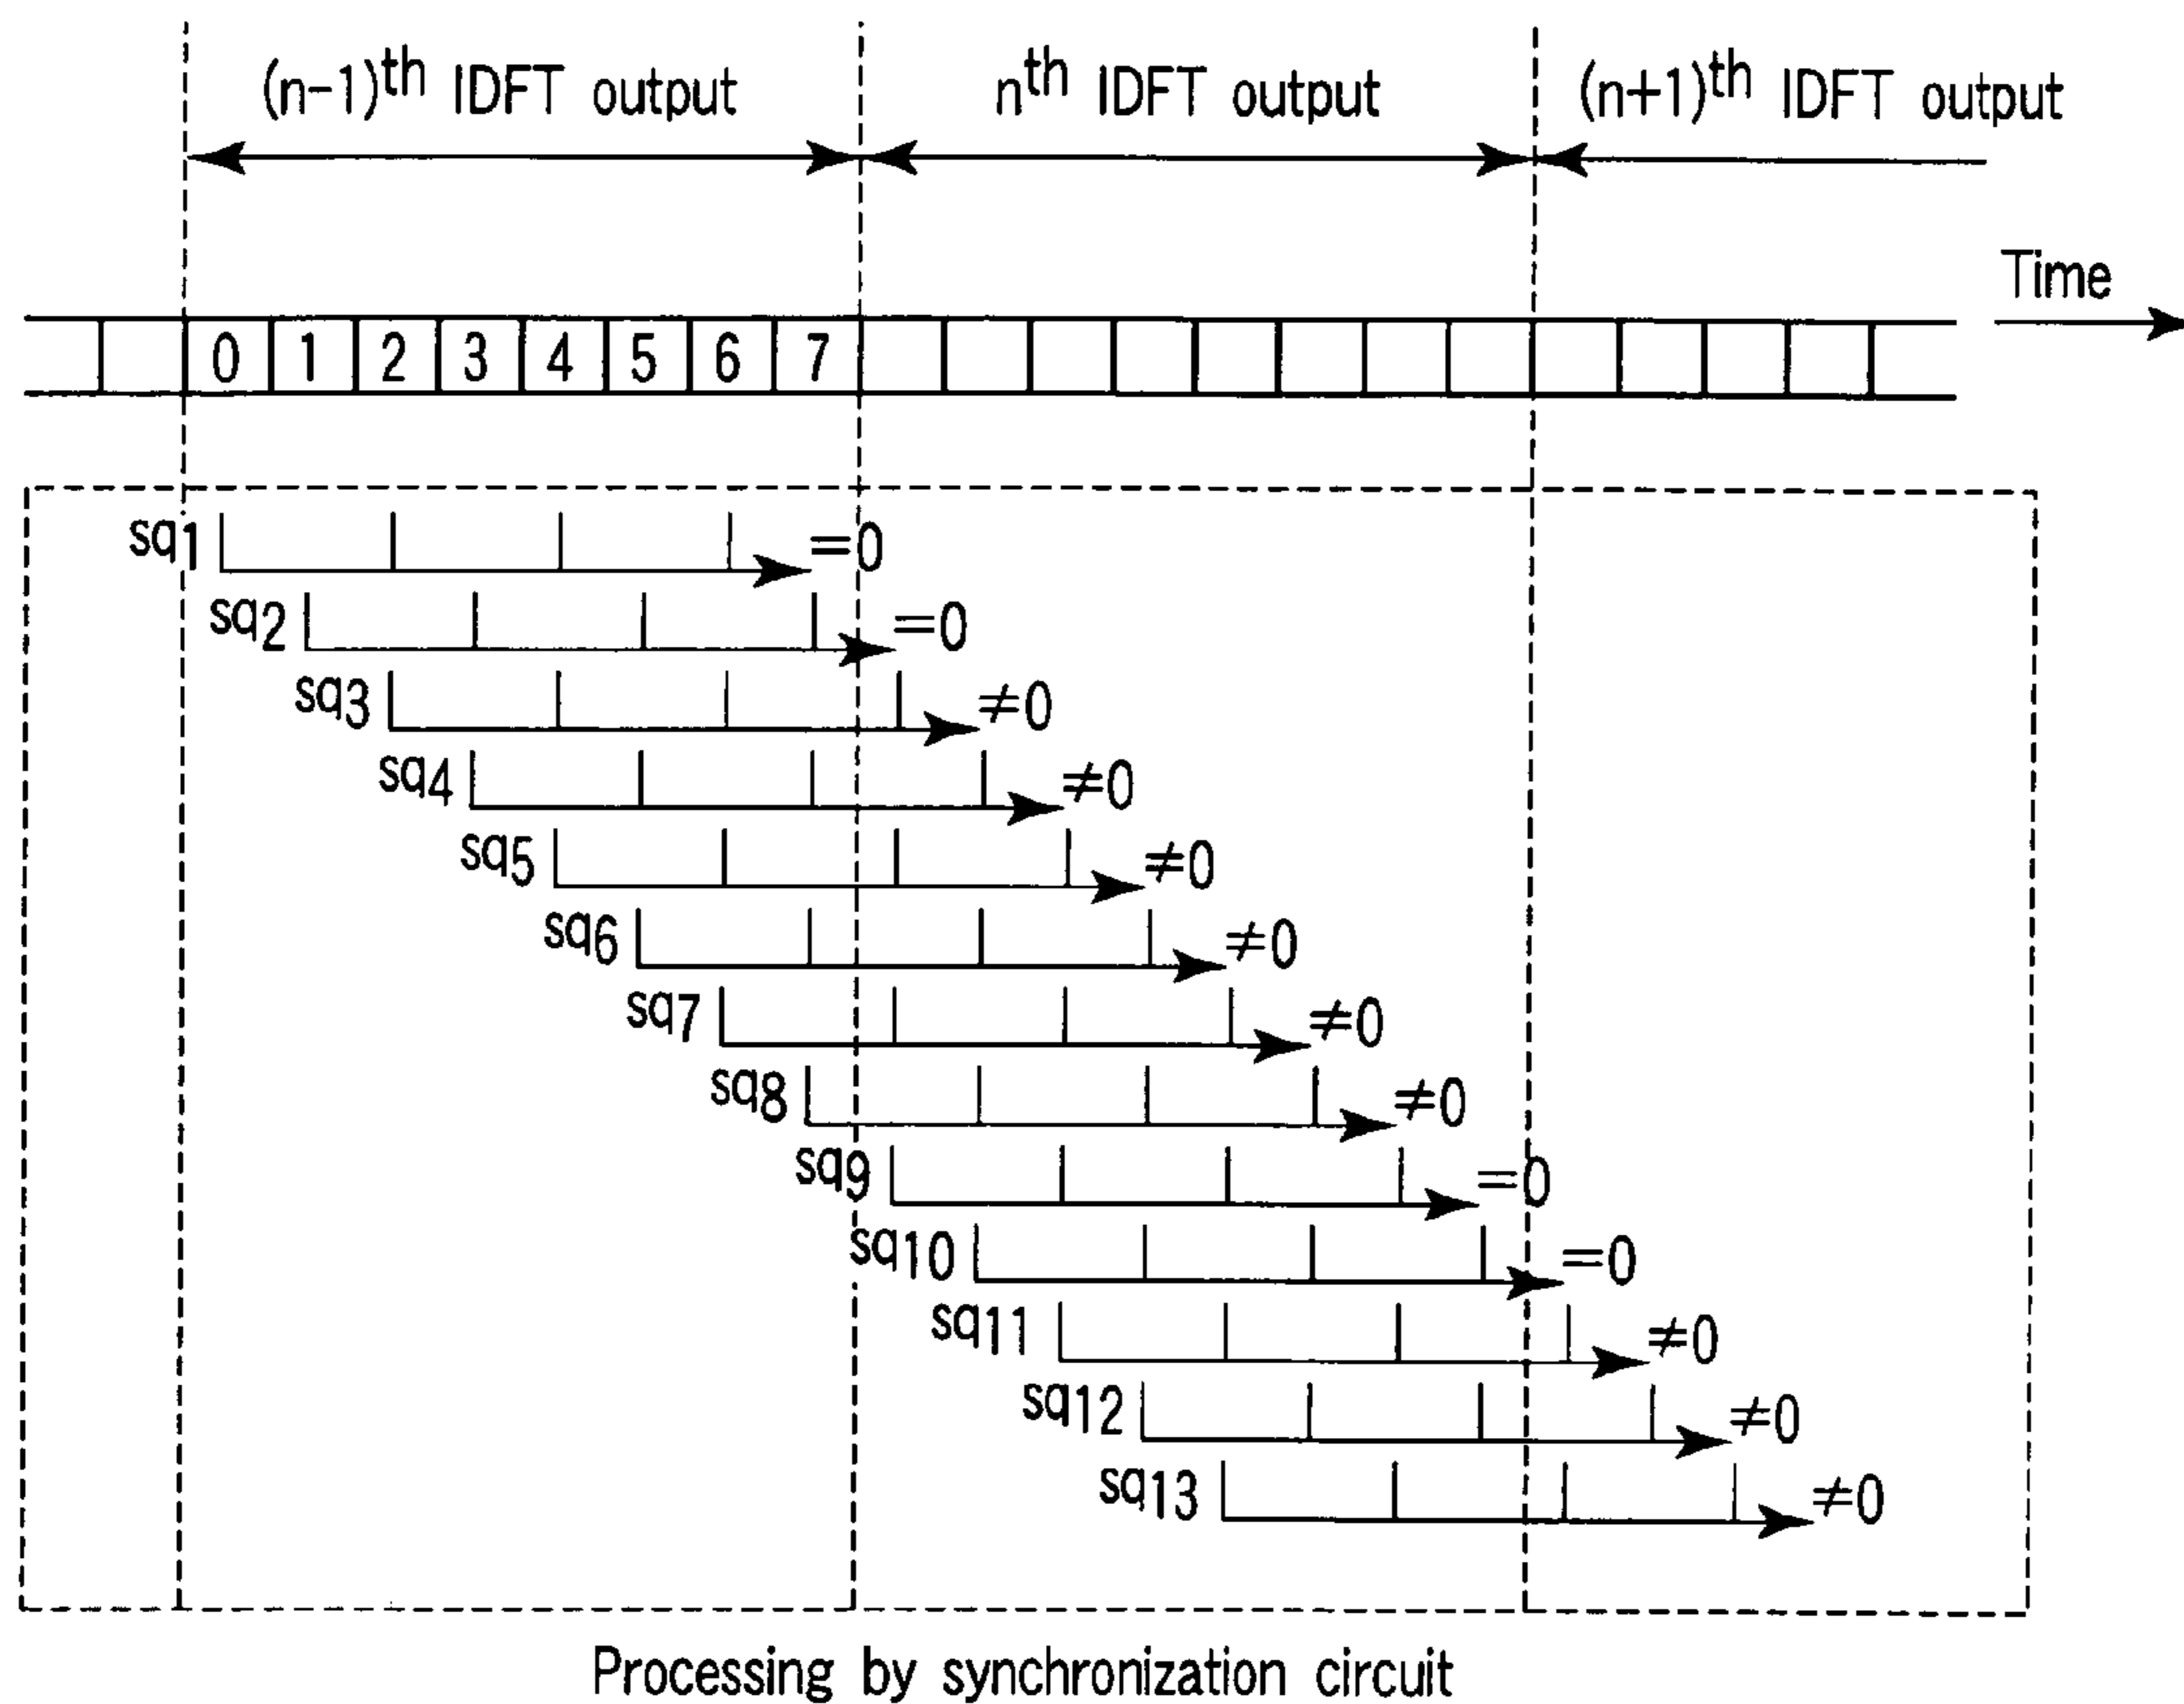 (n-1)th IDFT output nth IDFT output (n+1)th IDFT output
Time
0 1 2 3 4 5 6 7
sq1 =0
sq2 =0
sq3 ≠0
sq4 ≠0
sq5 ≠0
sq6 ≠0
sq7 ≠0
sq8 ≠0
sq9 =0
sq10 =0
sq11 ≠0
sq12 ≠0
sq13 ≠0
Processing by synchronization circuit